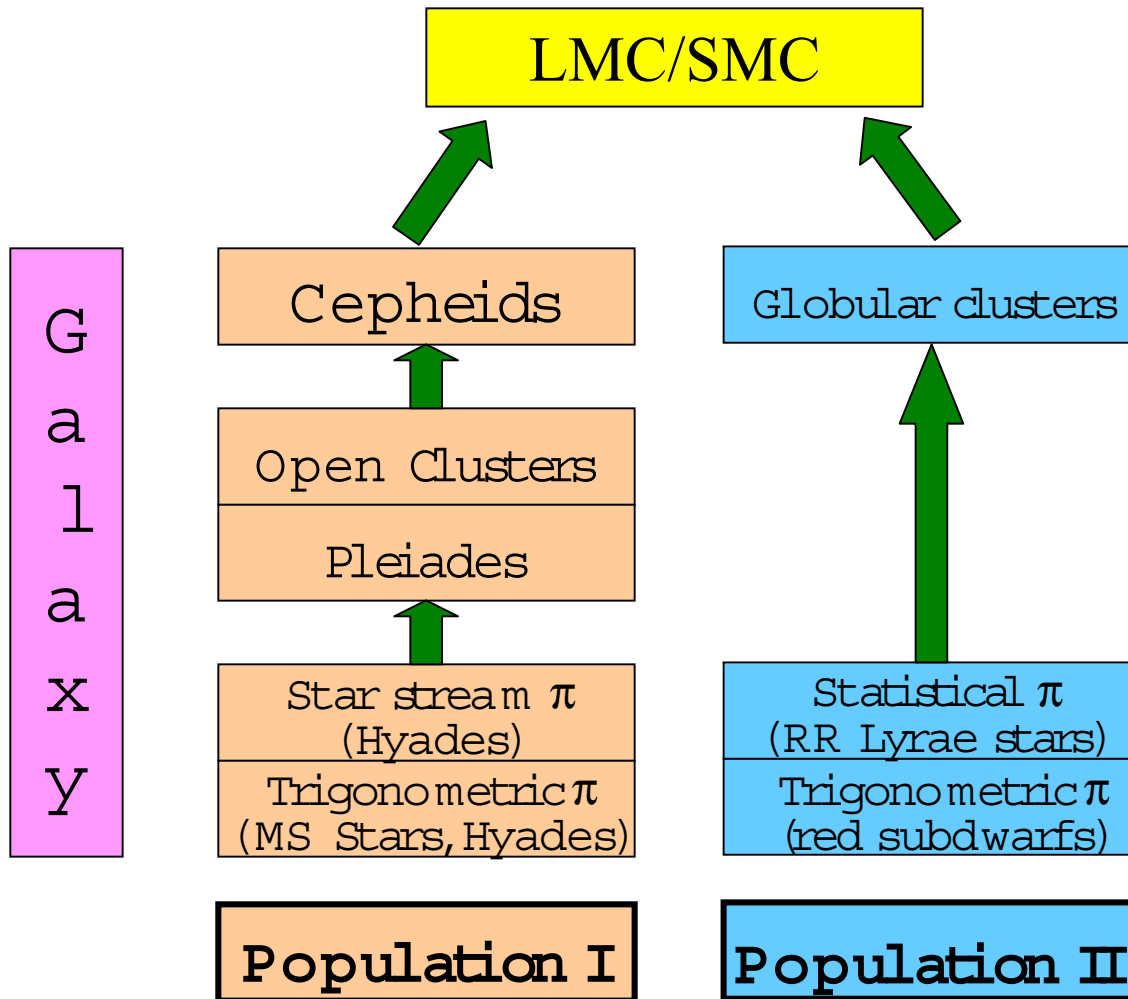 LMC/SMC
Galaxy
Cepheids
Globular clusters
Open Clusters
Pleiades
Star stream π
(Hyades)
Statistical π
(RR Lyrae stars)
Trigonometric π
(MS Stars, Hyades)
Trigonometric π
(red subdwarfs)
Population I
Population II